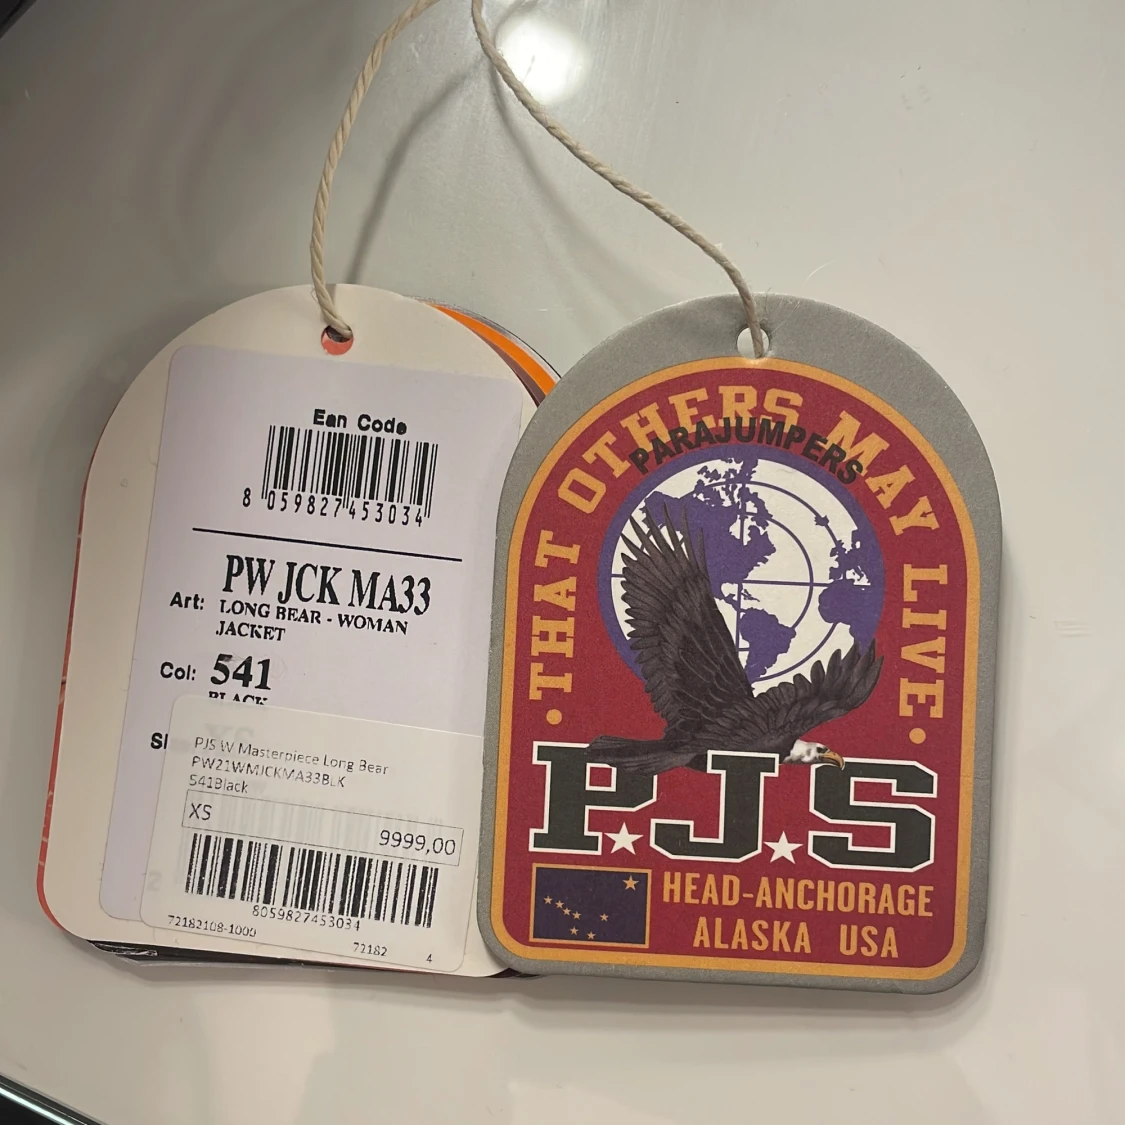 Ean Code
8 059827 453034
PW JCK MA33
Art: LONG BEAR - WOMAN
JACKET
Col: 541
BLACK
PJS W Masterpiece Long Bear
PW21WMJCKMA33BLK
541Black
XS
9999,00
8059827453034
72182108-1000
72182 4
• THAT OTHERS MAY LIVE •
PARAJUMPERS
P.J.S
HEAD-ANCHORAGE
ALASKA USA